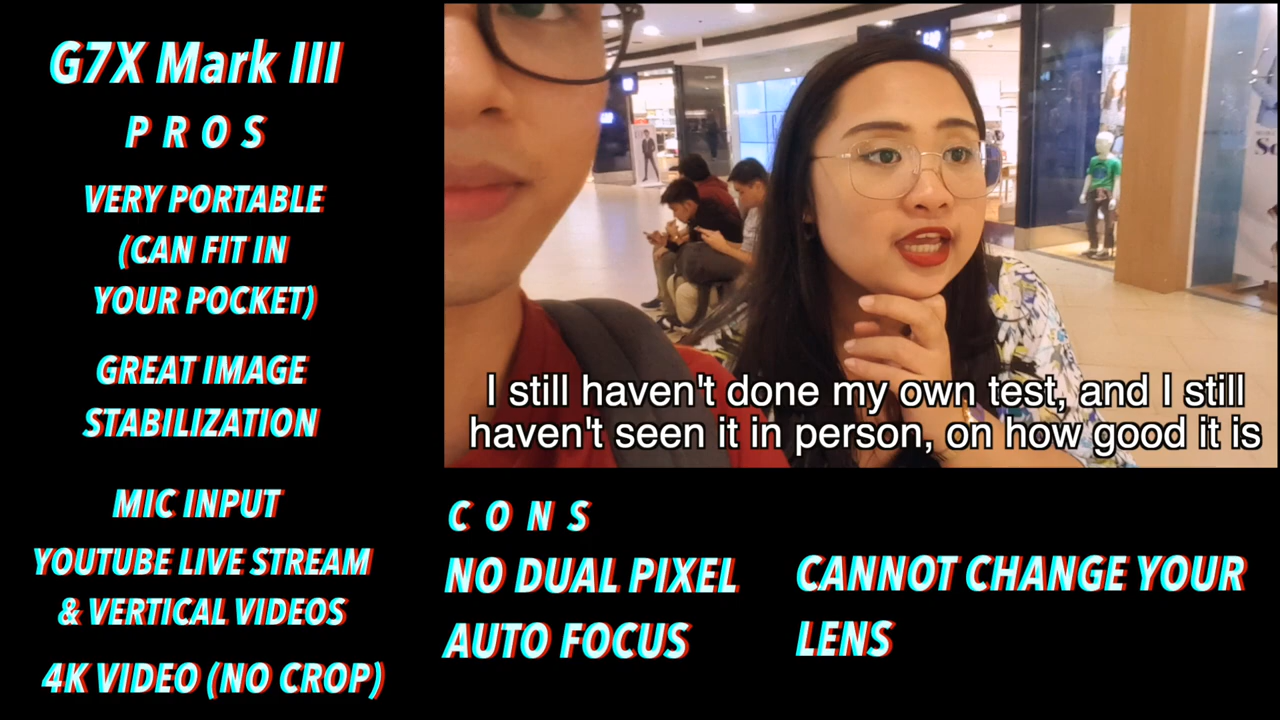 G7X Mark III
PROS
VERY PORTABLE
(CAN FIT IN
YOUR POCKET)
GREAT IMAGE
STABILIZATION
MIC INPUT
YOUTUBE LIVE STREAM
& VERTICAL VIDEOS
4K VIDEO (NO CROP)
I still haven't done my own test, and I still
haven't seen it in person, on how good it is
CONS
NO DUAL PIXEL
AUTO FOCUS
CANNOT CHANGE YOUR
LENS